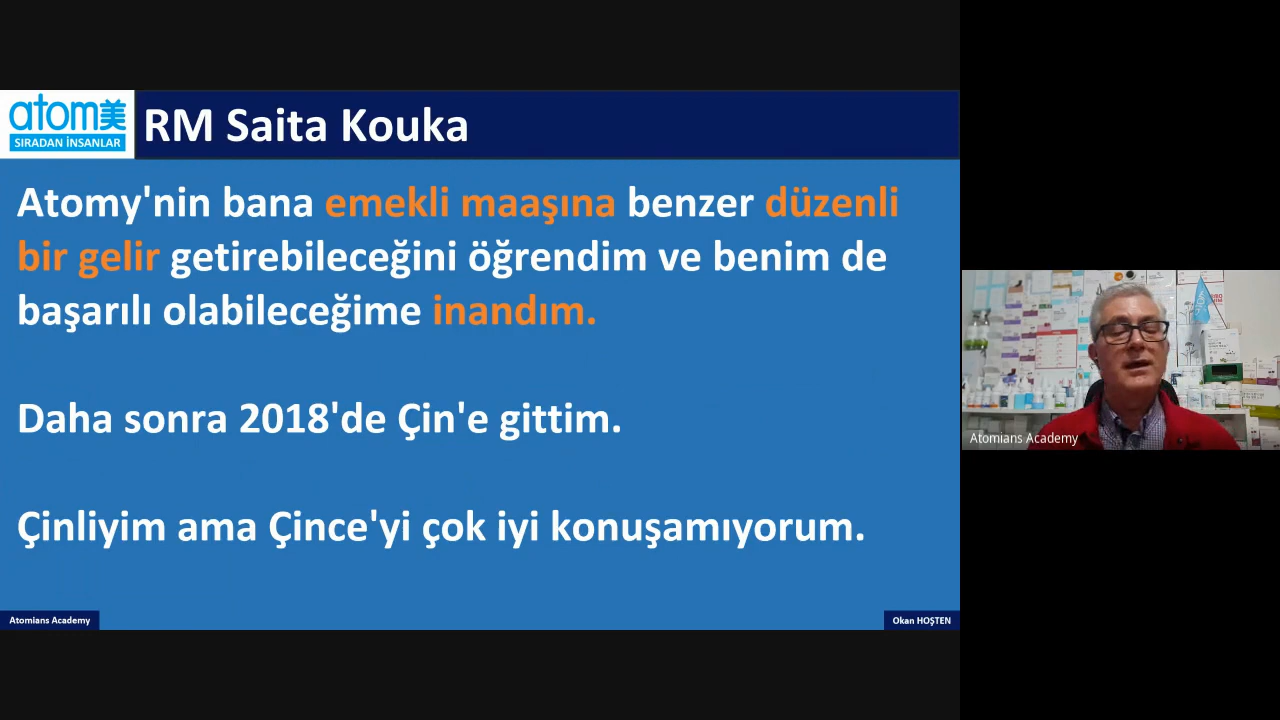 atom美
SIRADAN İNSANLAR
RM Saita Kouka
Atomy'nin bana emekli maaşına benzer düzenli
bir gelir getirebileceğini öğrendim ve benim de
başarılı olabileceğime inandım.
Daha sonra 2018'de Çin'e gittim.
Çinliyim ama Çince'yi çok iyi konuşamıyorum.
Atomians Academy
Okan HOŞTEN
Atomians Academy